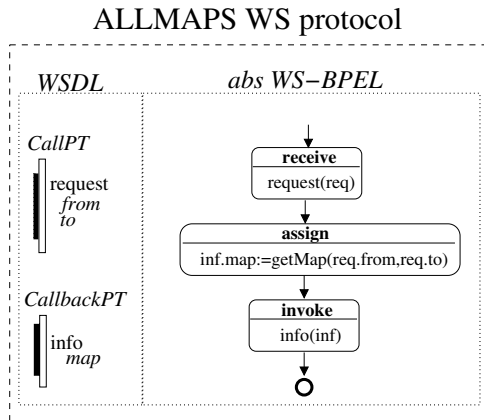 ALLMAPS WS protocol
WSDL
abs WS-BPEL
CallPT
request
from
to
CallbackPT
info
map
receive
request(req)
assign
inf.map:=getMap(req.from,req.to)
invoke
info(inf)